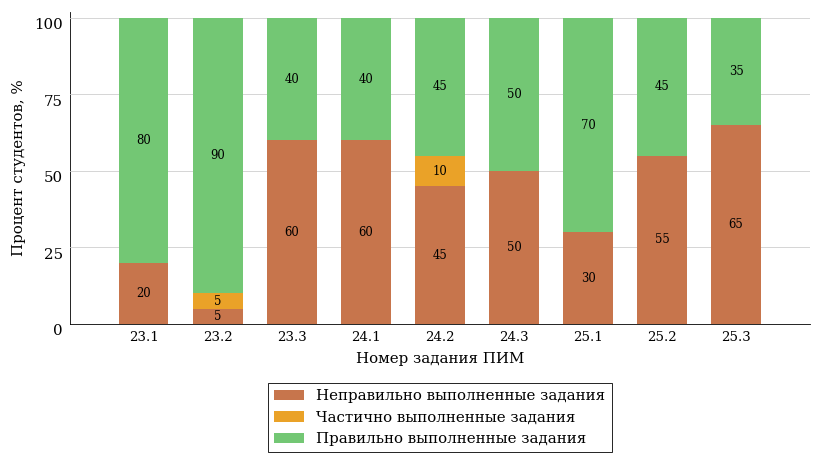 Процент студентов, %
100
75
50
25
0
80 90 40 40 45 50 70 45 35
5 10
20 5 60 60 45 50 30 55 65
23.1 23.2 23.3 24.1 24.2 24.3 25.1 25.2 25.3
Номер задания ПИМ
Неправильно выполненные задания
Частично выполненные задания
Правильно выполненные задания